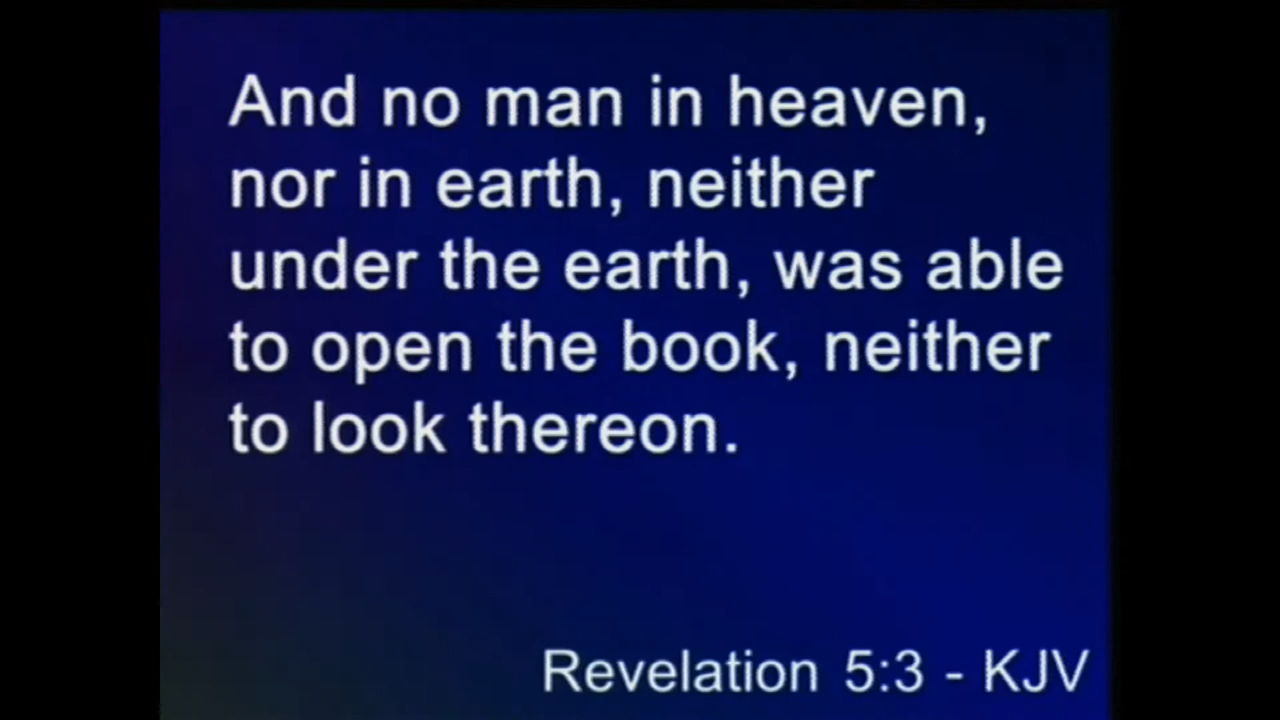 And no man in heaven,
nor in earth, neither
under the earth, was able
to open the book, neither
to look thereon.
Revelation 5:3 - KJV